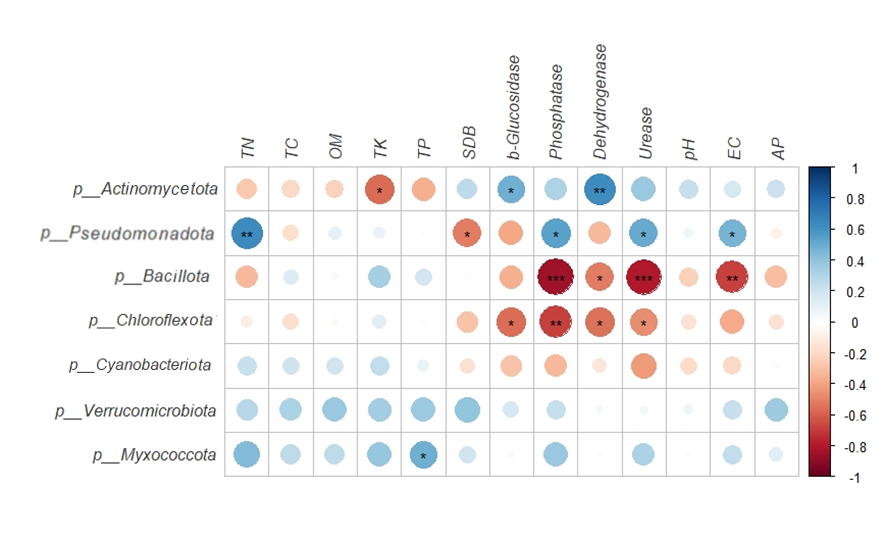 TN TC OM TK TP SDB b-Glucosidase Phosphatase Dehydrogenase Urease pH EC AP
p__Actinomycetota * * **
p__Pseudomonadota ** * * * *
p__Bacillota *** * *** **
p__Chloroflexota * ** * *
p__Cyanobacteriota
p__Verrucomicrobiota
p__Myxococcota *
1
0.8
0.6
0.4
0.2
0
-0.2
-0.4
-0.6
-0.8
-1